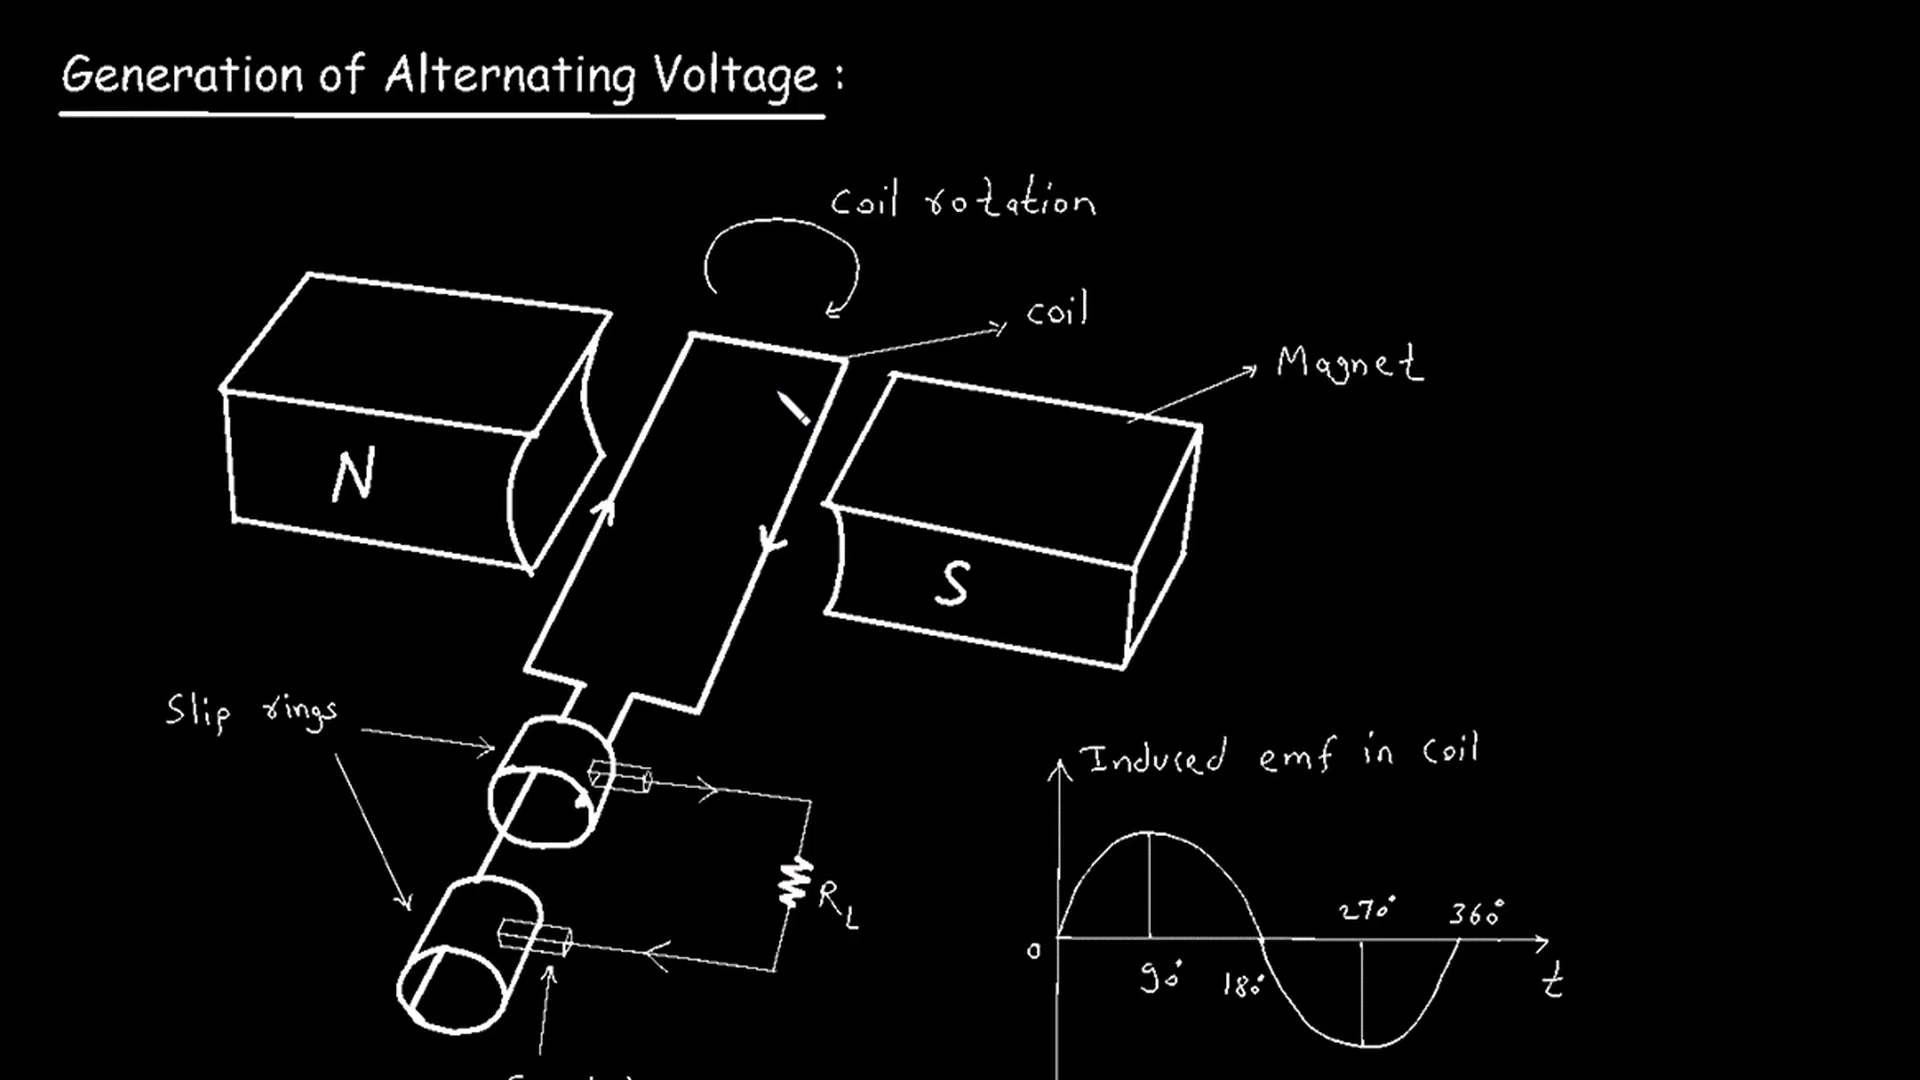 Generation of Alternating Voltage :
Coil rotation
coil
Magnet
N
S
Slip rings
R_L
Induced emf in coil
270° 360°
0
90° 180° t